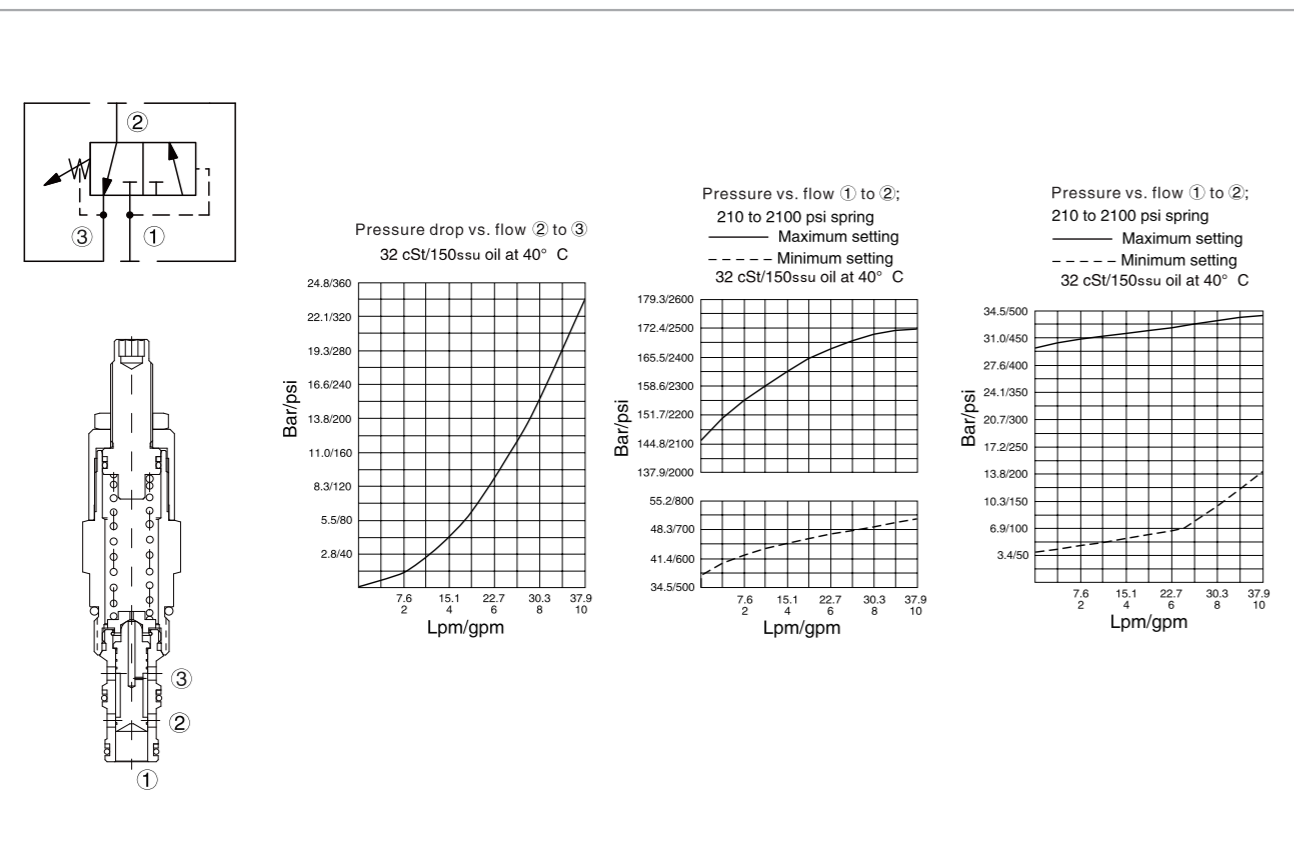 ②
③
①
③
②
①
Pressure drop vs. flow ② to ③
32 cSt/150ssu oil at 40° C
Bar/psi
24.8/360
22.1/320
19.3/280
16.6/240
13.8/200
11.0/160
8.3/120
5.5/80
2.8/40
7.6 15.1 22.7 30.3 37.9
2 4 6 8 10
Lpm/gpm
Pressure vs. flow ① to ②;
210 to 2100 psi spring
Maximum setting
Minimum setting
32 cSt/150ssu oil at 40° C
Bar/psi
179.3/2600
172.4/2500
165.5/2400
158.6/2300
151.7/2200
144.8/2100
137.9/2000
55.2/800
48.3/700
41.4/600
34.5/500
7.6 15.1 22.7 30.3 37.9
2 4 6 8 10
Lpm/gpm
Pressure vs. flow ① to ②;
210 to 2100 psi spring
Maximum setting
Minimum setting
32 cSt/150ssu oil at 40° C
Bar/psi
34.5/500
31.0/450
27.6/400
24.1/350
20.7/300
17.2/250
13.8/200
10.3/150
6.9/100
3.4/50
7.6 15.1 22.7 30.3 37.9
2 4 6 8 10
Lpm/gpm